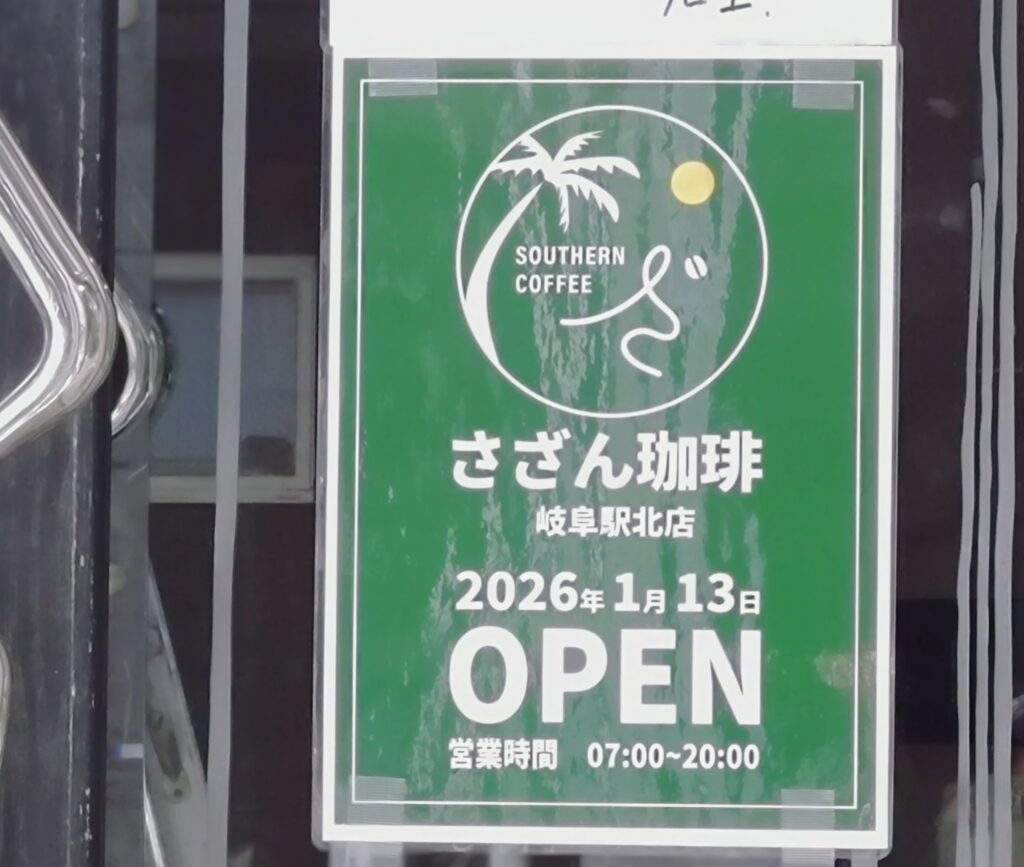 SOUTHERN
COFFEE
さざん珈琲
岐阜駅北店
2026年1月13日
OPEN
営業時間 07:00~20:00